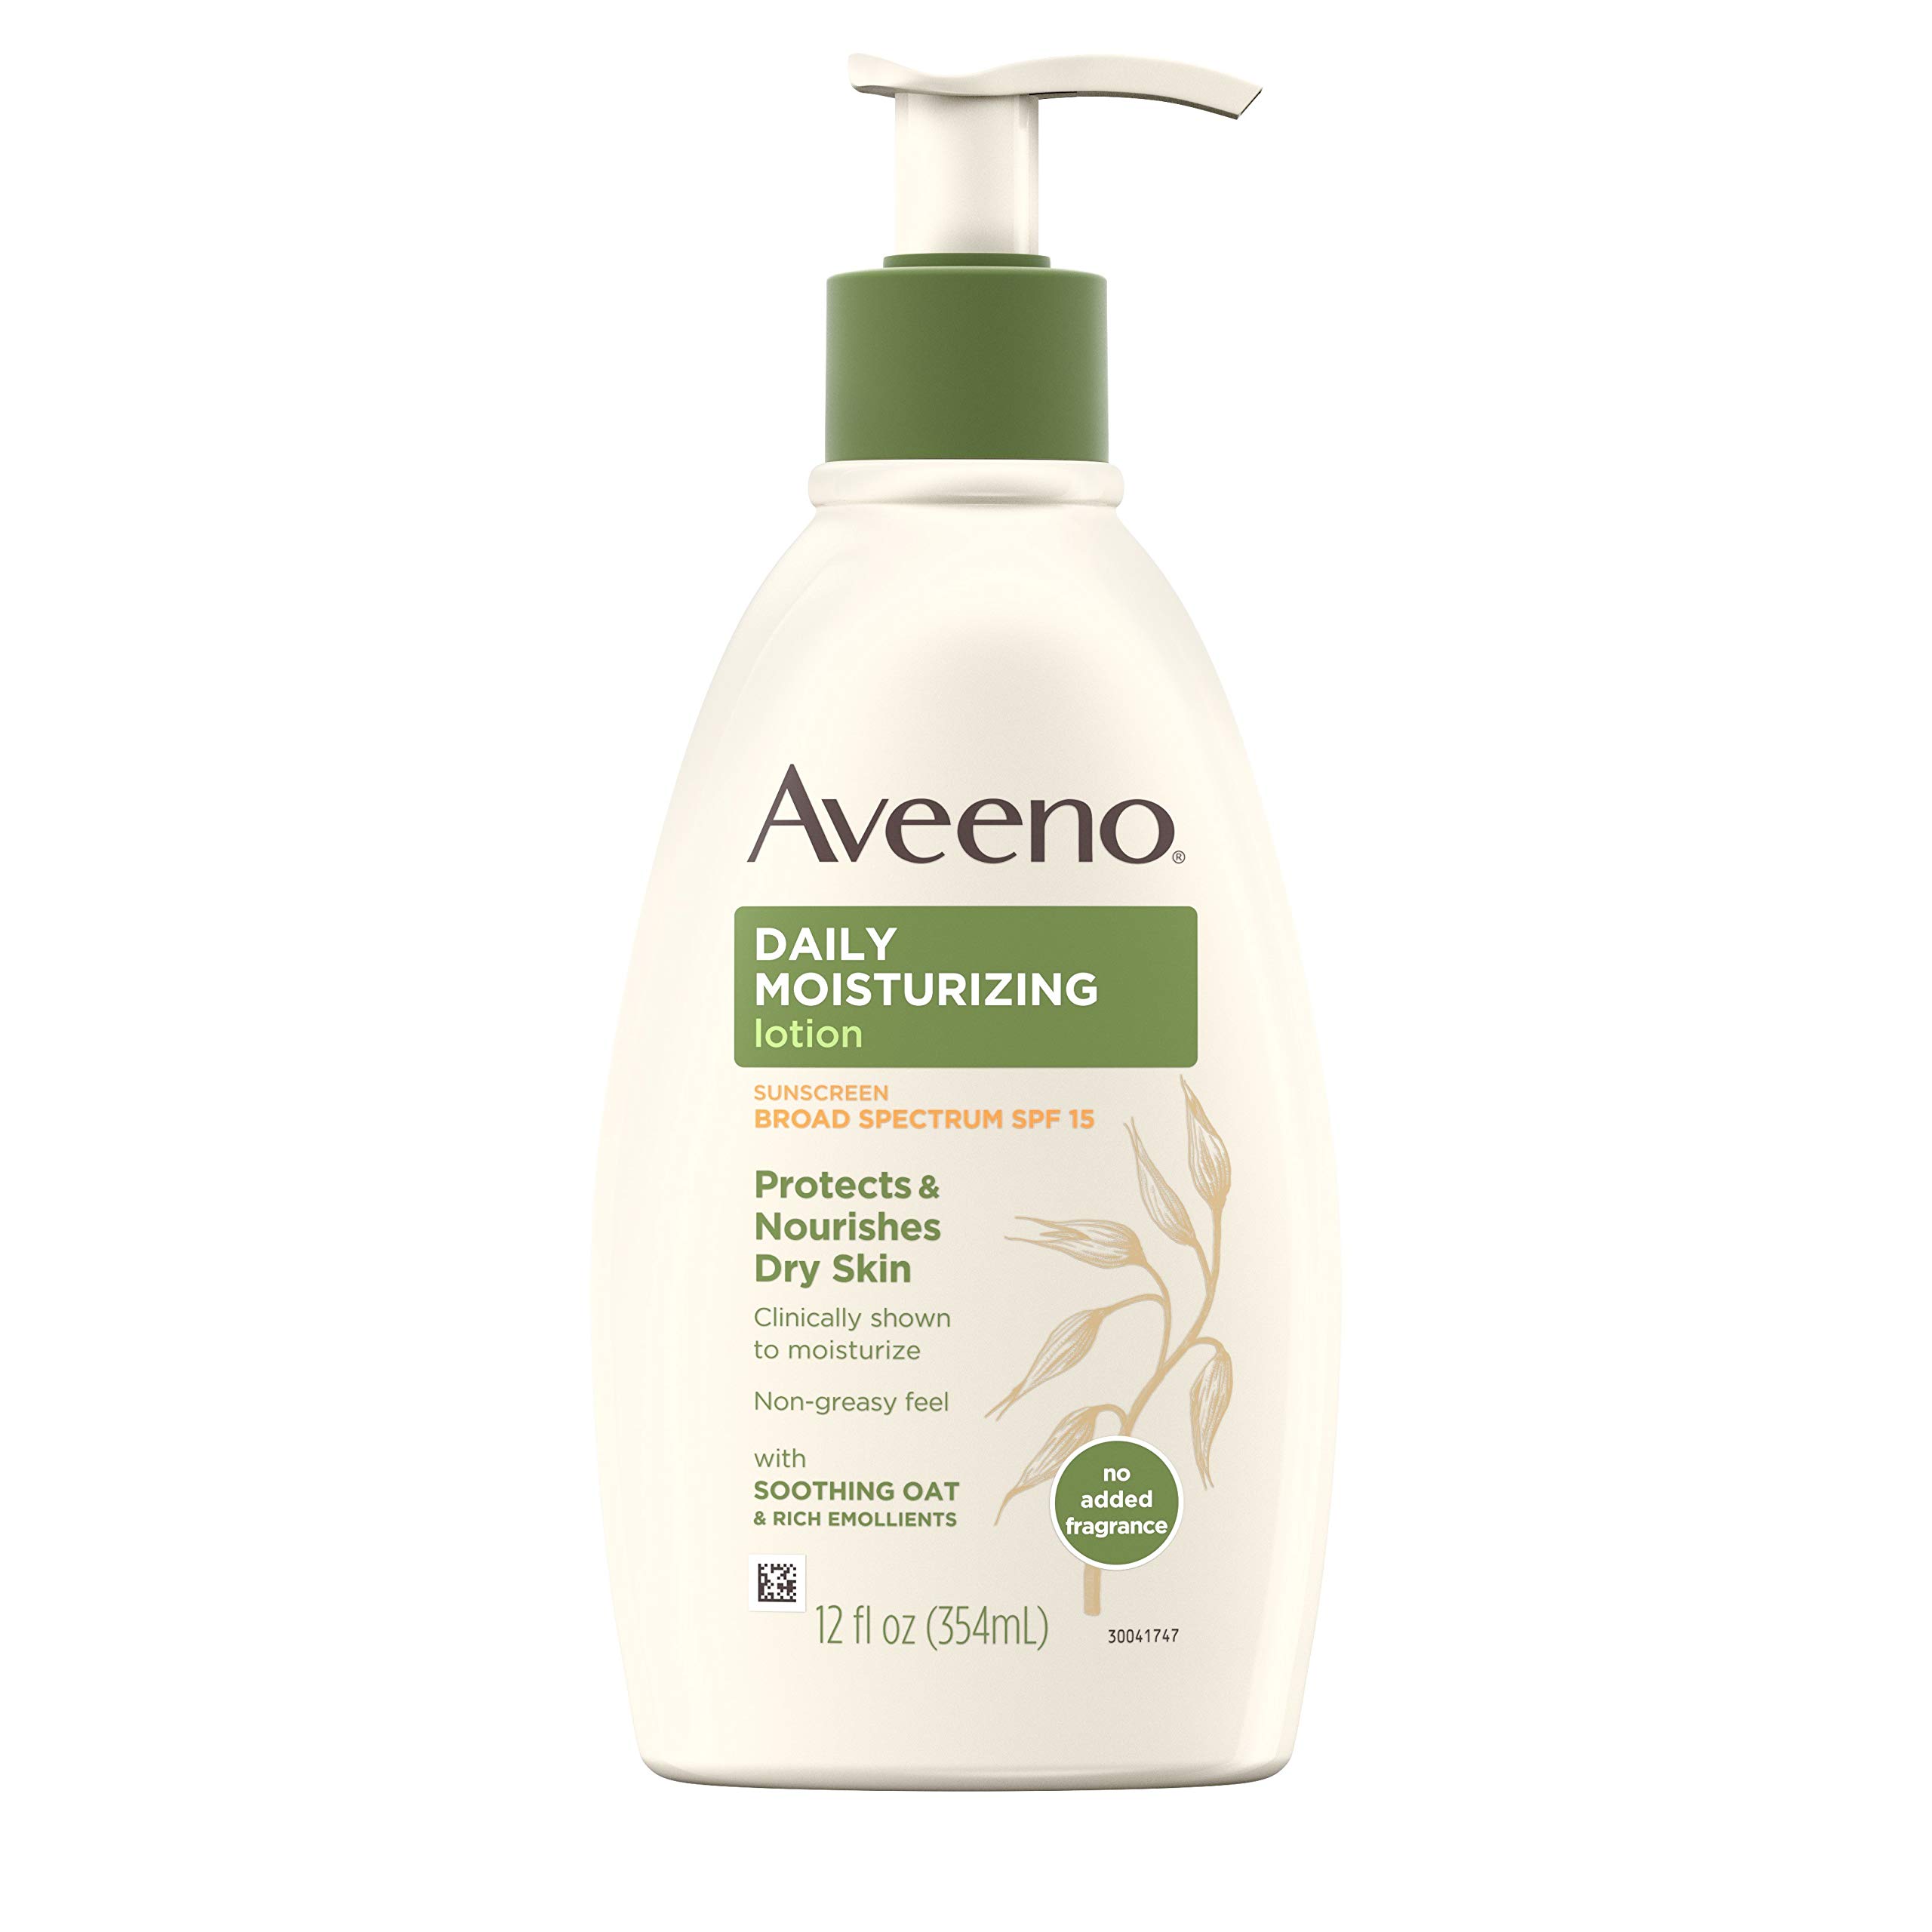 Aveeno®
DAILY
MOISTURIZING
lotion
SUNSCREEN
BROAD SPECTRUM SPF 15
Protects &
Nourishes
Dry Skin
Clinically shown
to moisturize
Non-greasy feel
with
SOOTHING OAT
& RICH EMOLLIENTS
no
added
fragrance
12 fl oz (354mL)
30041747